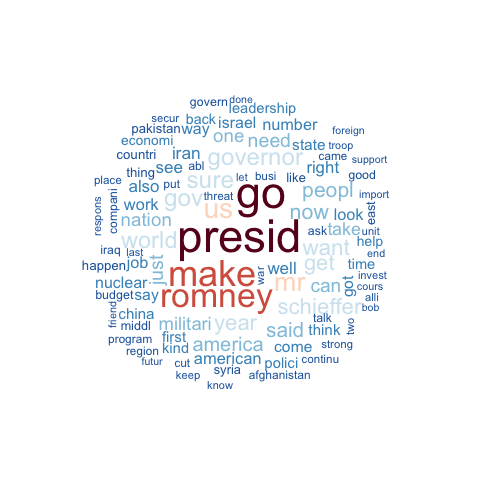 govern done
secur back israel leadership foreign
pakistan way one need number
economi state troop
countri iran governor right came support
thing see abl busi like good
place put sure let go peopl import
respons compani also gov threat
work us now look east
nation presid take ask unit
world want help end
iraq last just make war well get time
happen job mr can got invest cours
nuclear romney schieffer alli
budget say bob
friend china militari year said talk two
middl first think strong
program kind america come
region american polici continu
futur cut syria afghanistan
keep know